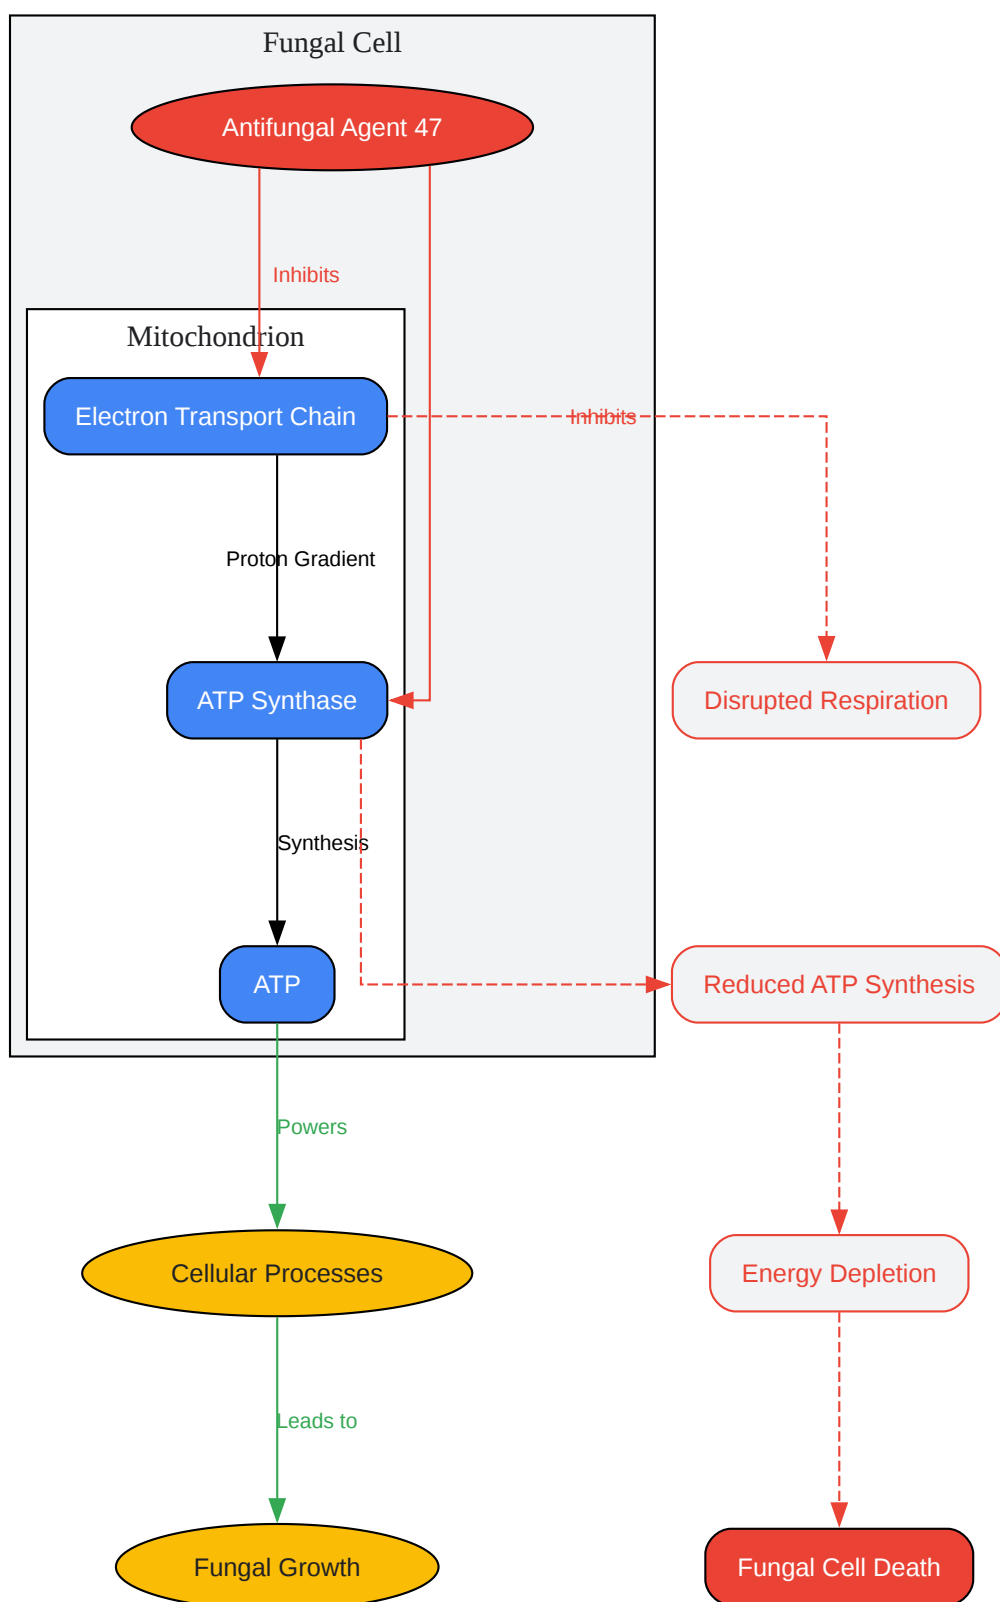 Fungal Cell
Antifungal Agent 47
Inhibits
Mitochondrion
Electron Transport Chain
Inhibits
Proton Gradient
ATP Synthase
Disrupted Respiration
Synthesis
ATP
Reduced ATP Synthesis
Powers
Cellular Processes
Energy Depletion
Leads to
Fungal Growth
Fungal Cell Death